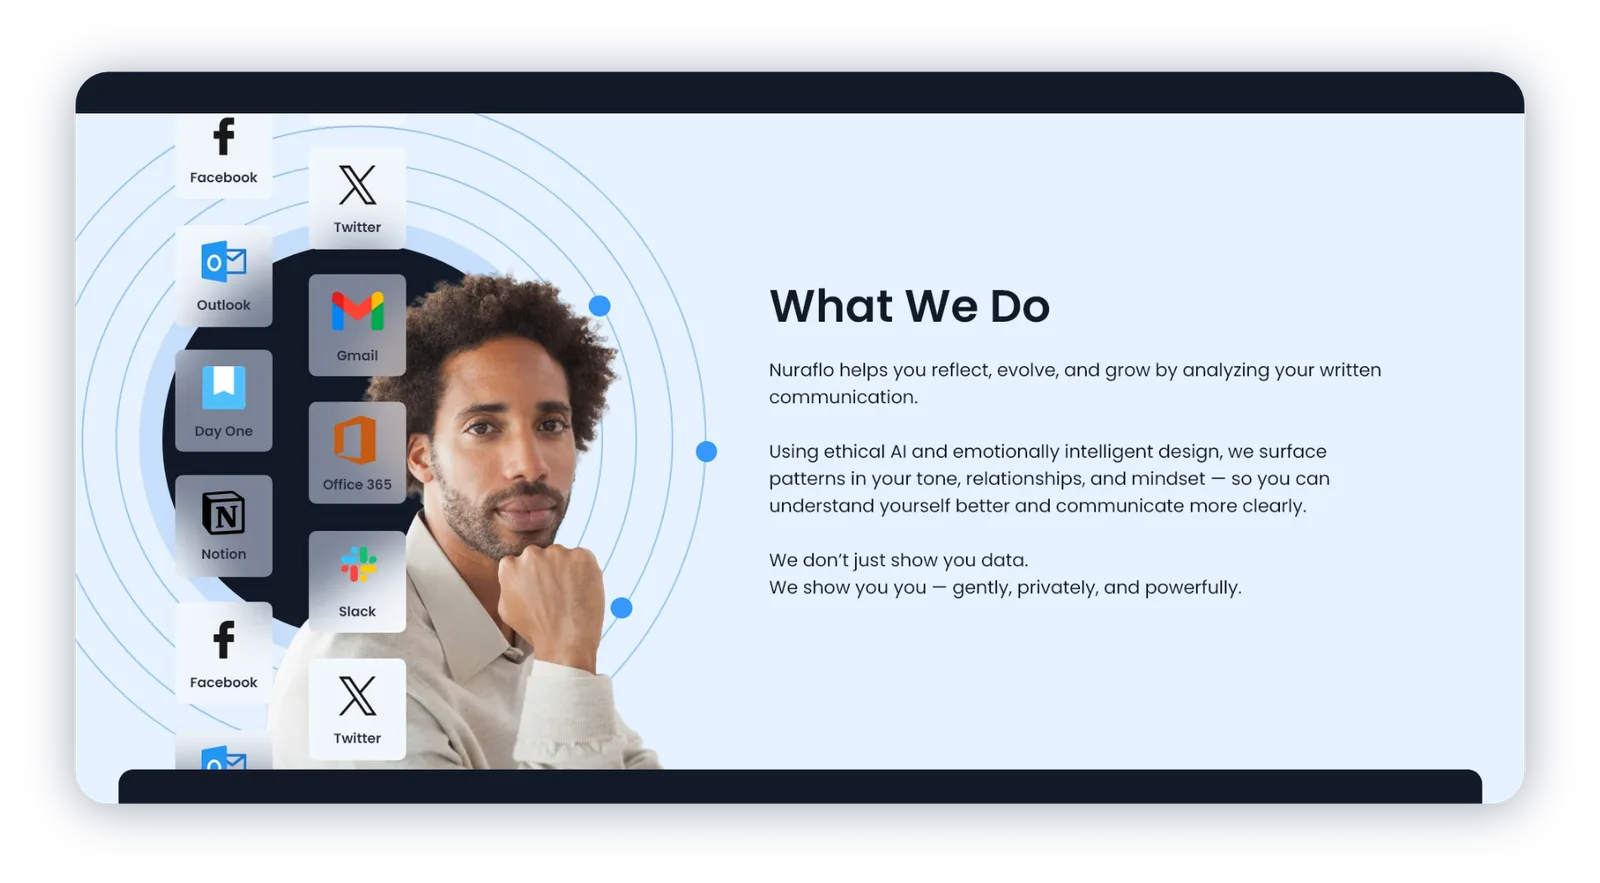 Facebook
Twitter
Outlook
Gmail
Day One
Office 365
Notion
Slack
Facebook
Twitter
What We Do
Nuraflo helps you reflect, evolve, and grow by analyzing your written
communication.
Using ethical AI and emotionally intelligent design, we surface
patterns in your tone, relationships, and mindset — so you can
understand yourself better and communicate more clearly.
We don’t just show you data.
We show you you — gently, privately, and powerfully.